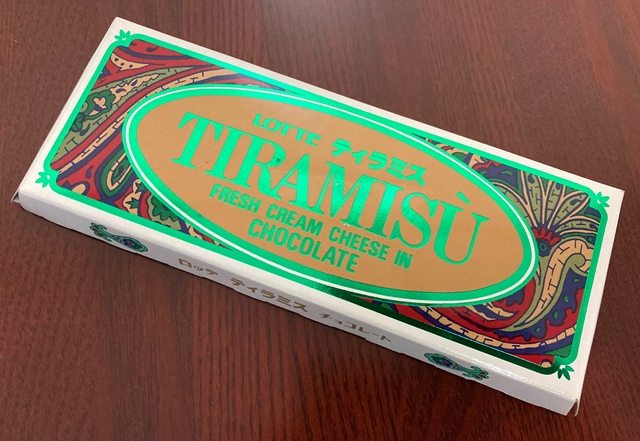 LOTTE ティラミス
TIRAMISÙ
FRESH CREAM CHEESE IN
CHOCOLATE
ロッテ ティラミス チョコレート